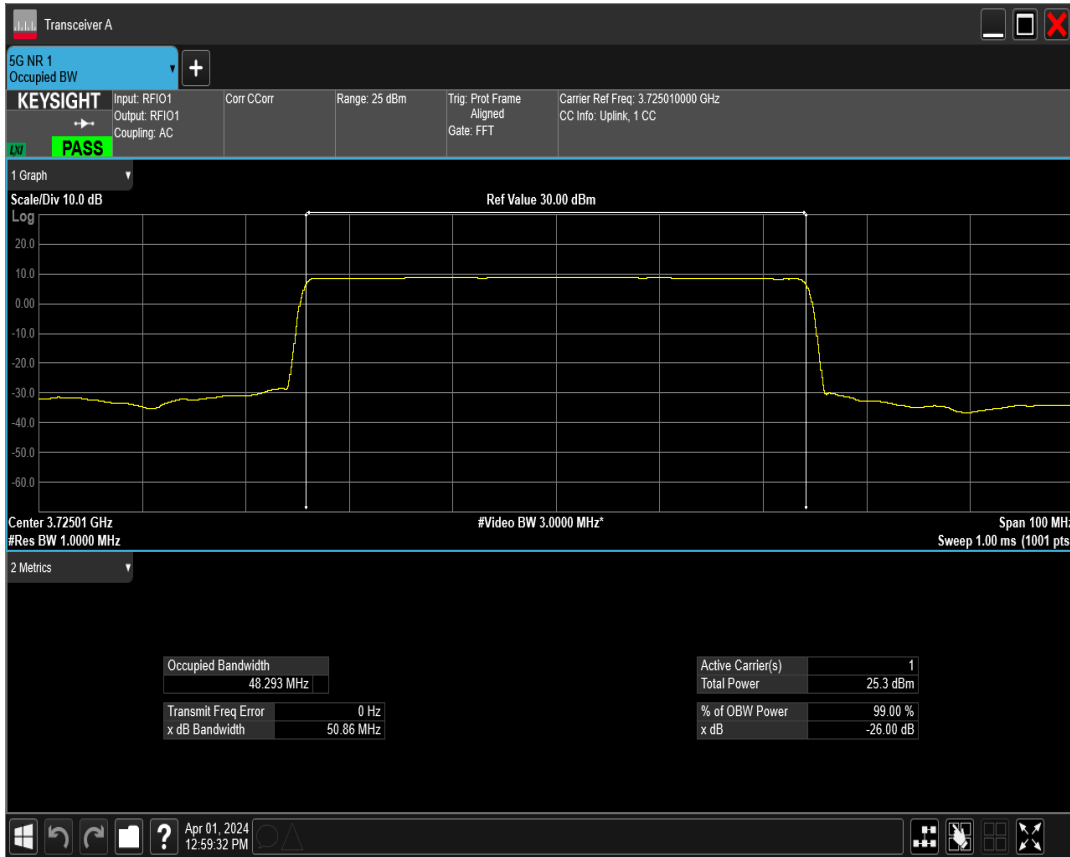 Transceiver A
5G NR 1
Occupied BW
+
KEYSIGHT
LXI
PASS
Input: RFIO1
Output: RFIO1
Coupling: AC
Corr CCorr
Range: 25 dBm
Trig: Prot Frame
Aligned
Gate: FFT
Carrier Ref Freq: 3.725010000 GHz
CC Info: Uplink, 1 CC
1 Graph
Scale/Div 10.0 dB
Ref Value 30.00 dBm
Log
20.0
10.0
0.00
-10.0
-20.0
-30.0
-40.0
-50.0
-60.0
Center 3.72501 GHz
#Video BW 3.0000 MHz*
Span 100 MHz
#Res BW 1.0000 MHz
Sweep 1.00 ms (1001 pts
2 Metrics
Occupied Bandwidth
48.293 MHz
Transmit Freq Error 0 Hz
x dB Bandwidth 50.86 MHz
Active Carrier(s) 1
Total Power 25.3 dBm
% of OBW Power 99.00 %
x dB -26.00 dB
?
Apr 01, 2024
12:59:32 PM